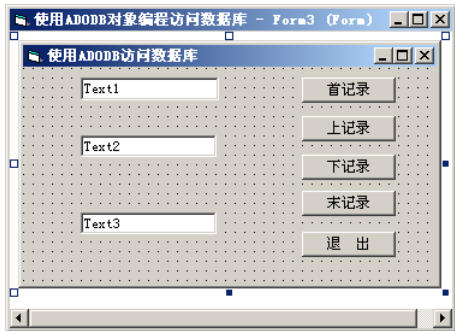 使用ADODB对象编程访问数据库 - Form3 (Form)
使用ADODB访问数据库
Text1
首记录
上记录
Text2
下记录
末记录
Text3
退 出